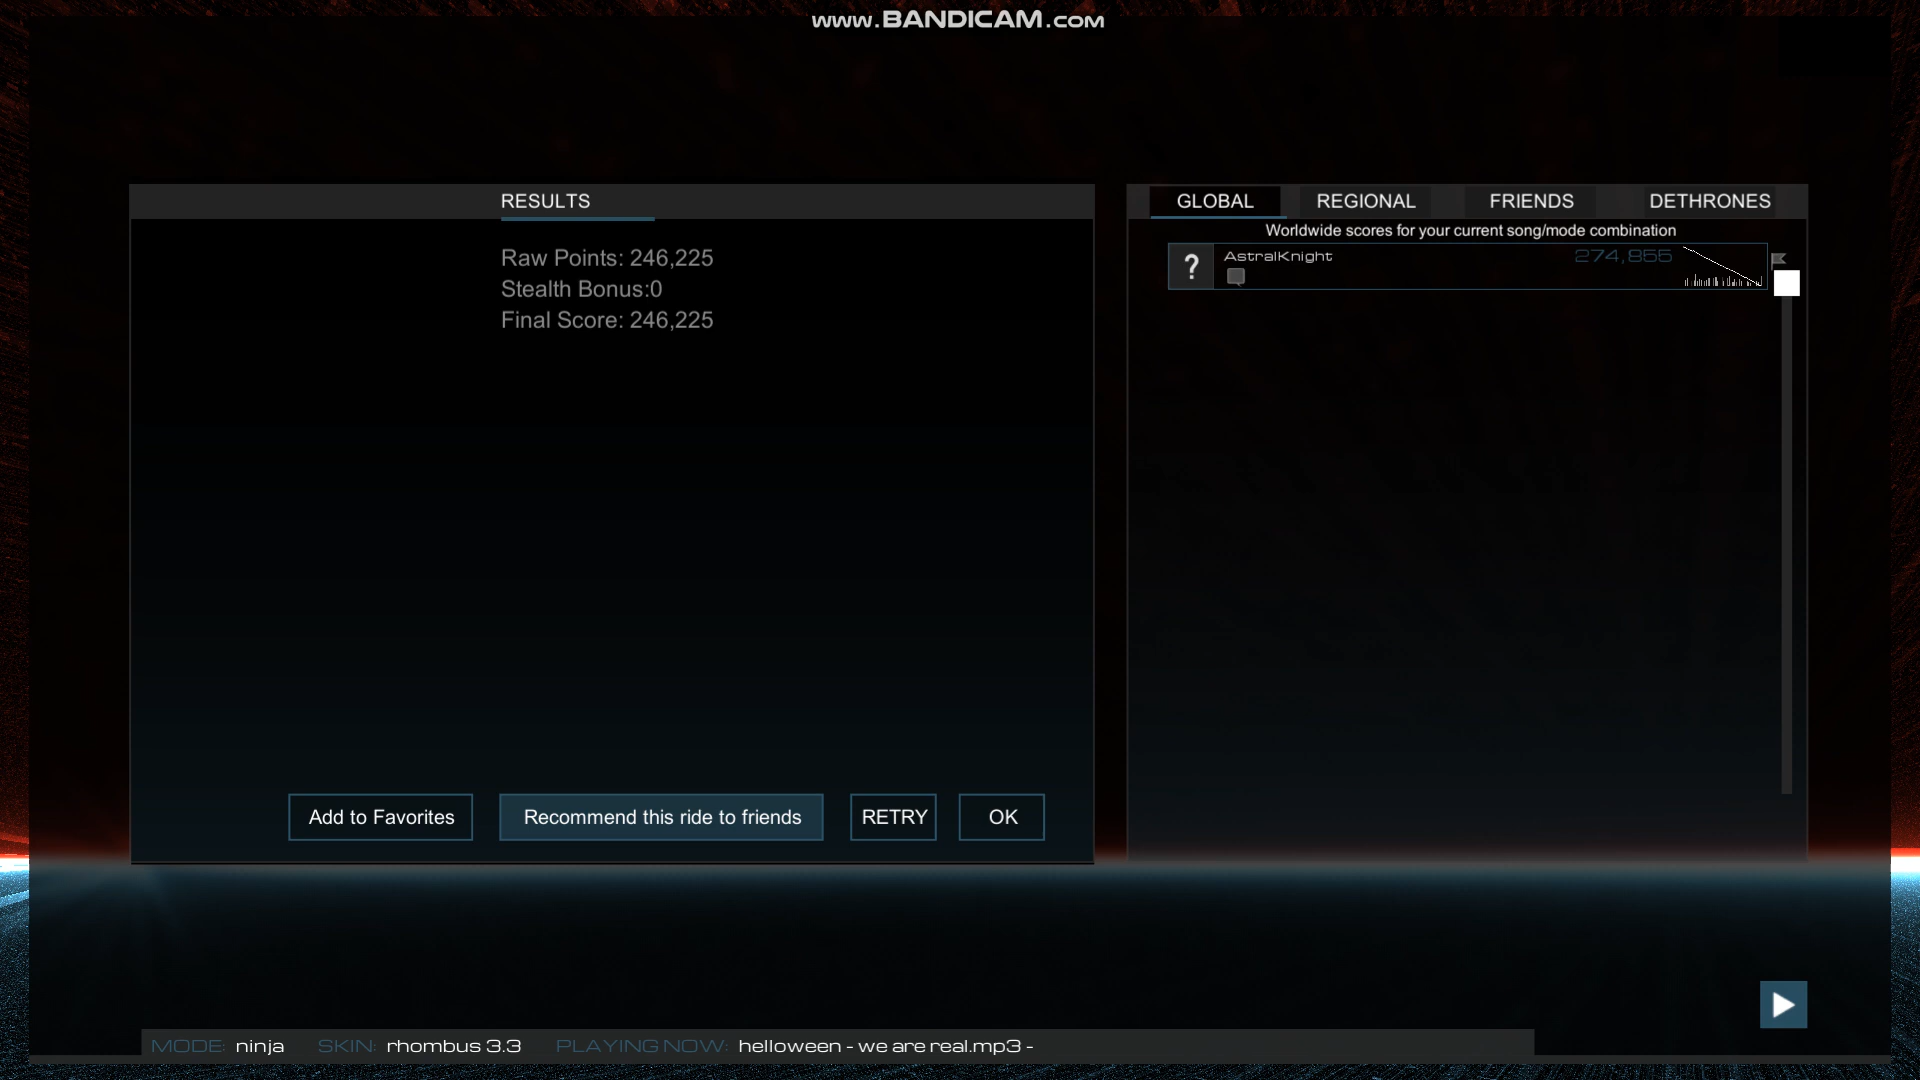 www.BANDICAM.com
RESULTS
Raw Points: 246,225
Stealth Bonus:0
Final Score: 246,225
Add to Favorites
Recommend this ride to friends
RETRY
OK
GLOBAL
REGIONAL
FRIENDS
DETHRONES
Worldwide scores for your current song/mode combination
?
AstralKnight
274,855
MODE: ninja SKIN: rhombus 3.3 PLAYING NOW: helloween - we are real.mp3 -